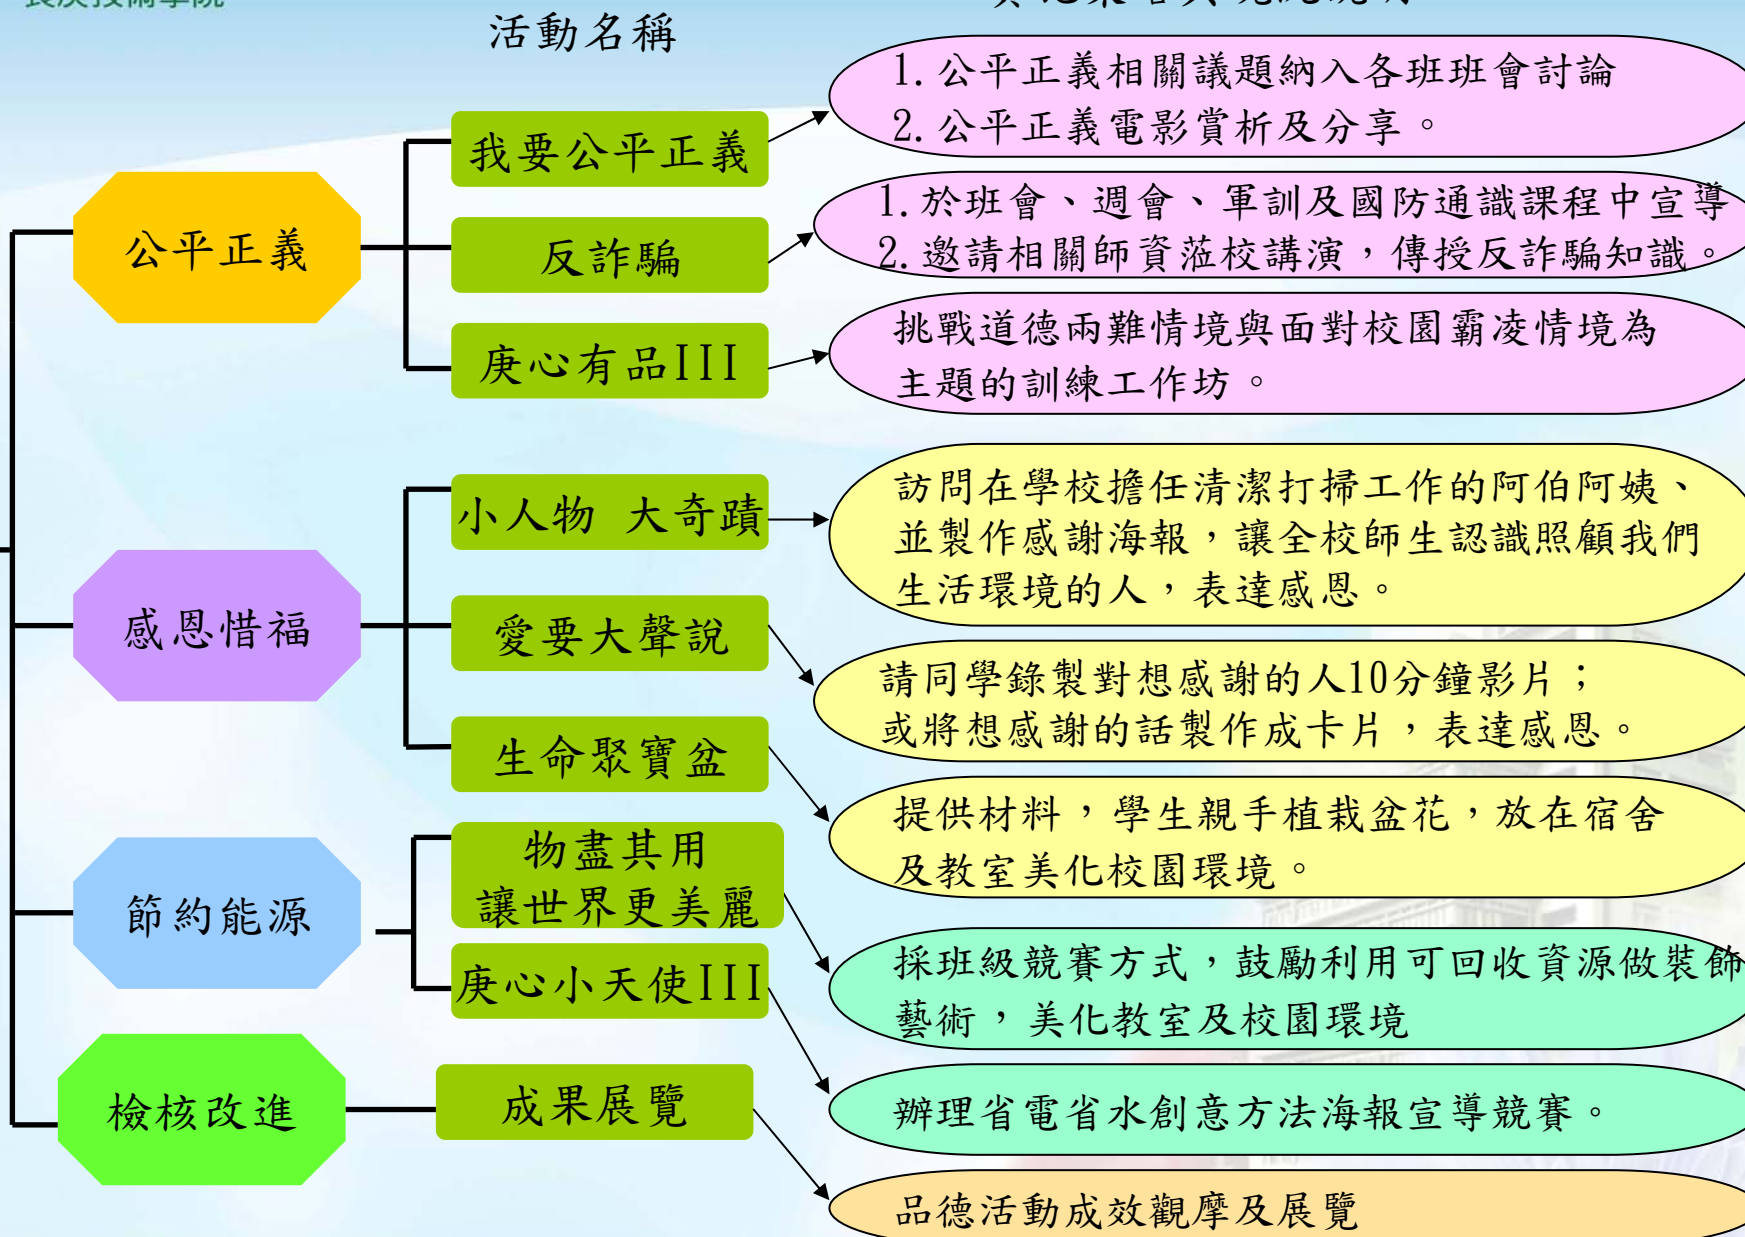 活動名稱
公平正義
我要公平正義
1. 公平正義相關議題納入各班班會討論
2. 公平正義電影賞析及分享。
反詐騙
1. 於班會、週會、軍訓及國防通識課程中宣導
2. 邀請相關師資蒞校講演，傳授反詐騙知識。
庚心有品III
挑戰道德兩難情境與面對校園霸凌情境為
主題的訓練工作坊。
感恩惜福
小人物 大奇蹟
訪問在學校擔任清潔打掃工作的阿伯阿姨、
並製作感謝海報，讓全校師生認識照顧我們
生活環境的人，表達感恩。
愛要大聲說
請同學錄製對想感謝的人10分鐘影片；
或將想感謝的話製作成卡片，表達感恩。
生命聚寶盆
提供材料，學生親手植栽盆花，放在宿舍
及教室美化校園環境。
節約能源
物盡其用
讓世界更美麗
採班級競賽方式，鼓勵利用可回收資源做裝飾
藝術，美化教室及校園環境
庚心小天使III
辦理省電省水創意方法海報宣導競賽。
檢核改進
成果展覽
品德活動成效觀摩及展覽